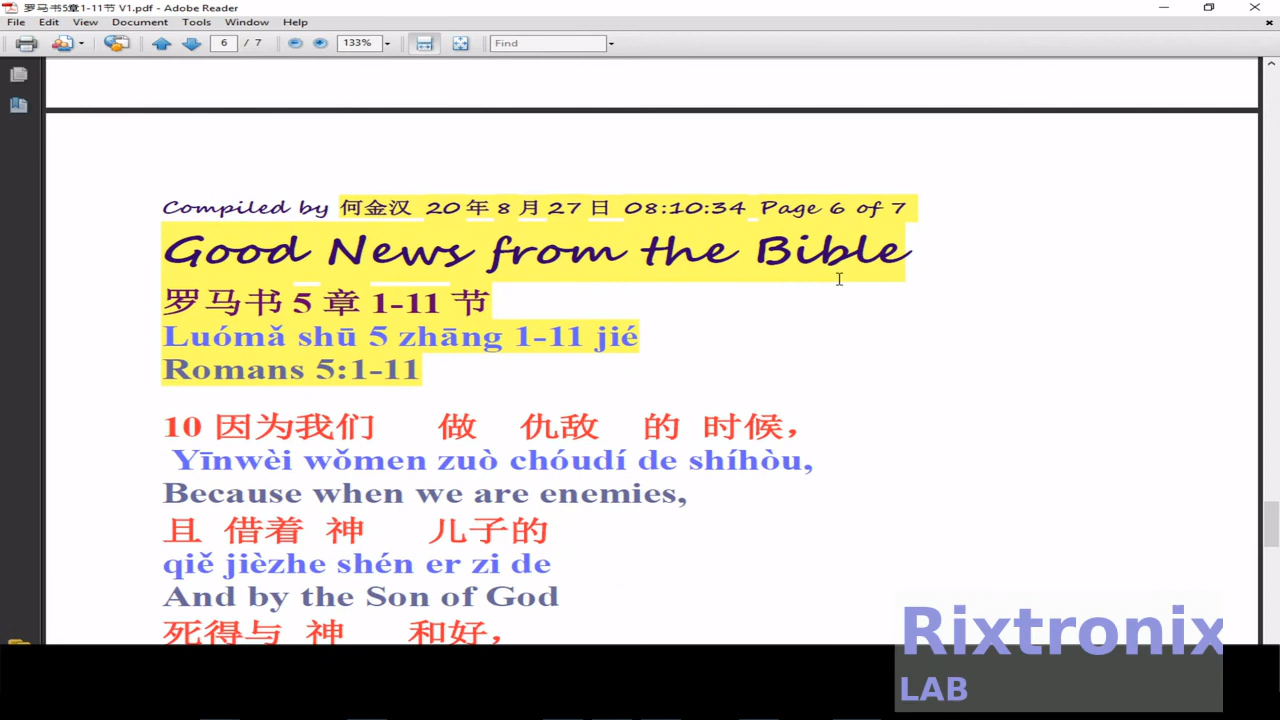 罗马书5章1-11节 V1.pdf - Adobe Reader
File Edit View Document Tools Window Help
6 / 7 133% Find
Compiled by 何金汉 20 年 8 月 27 日 08:10:34 Page 6 of 7
Good News from the Bible
罗马书 5 章 1-11 节
Luómǎ shū 5 zhāng 1-11 jié
Romans 5:1-11
10 因为我们 做 仇敌 的 时候，
Yīnwèi wǒmen zuò chóudí de shíhòu,
Because when we are enemies,
且 借着 神 儿子的
qiě jièzhe shén er zi de
And by the Son of God
死得与 神 和好，
Rixtronix
LAB